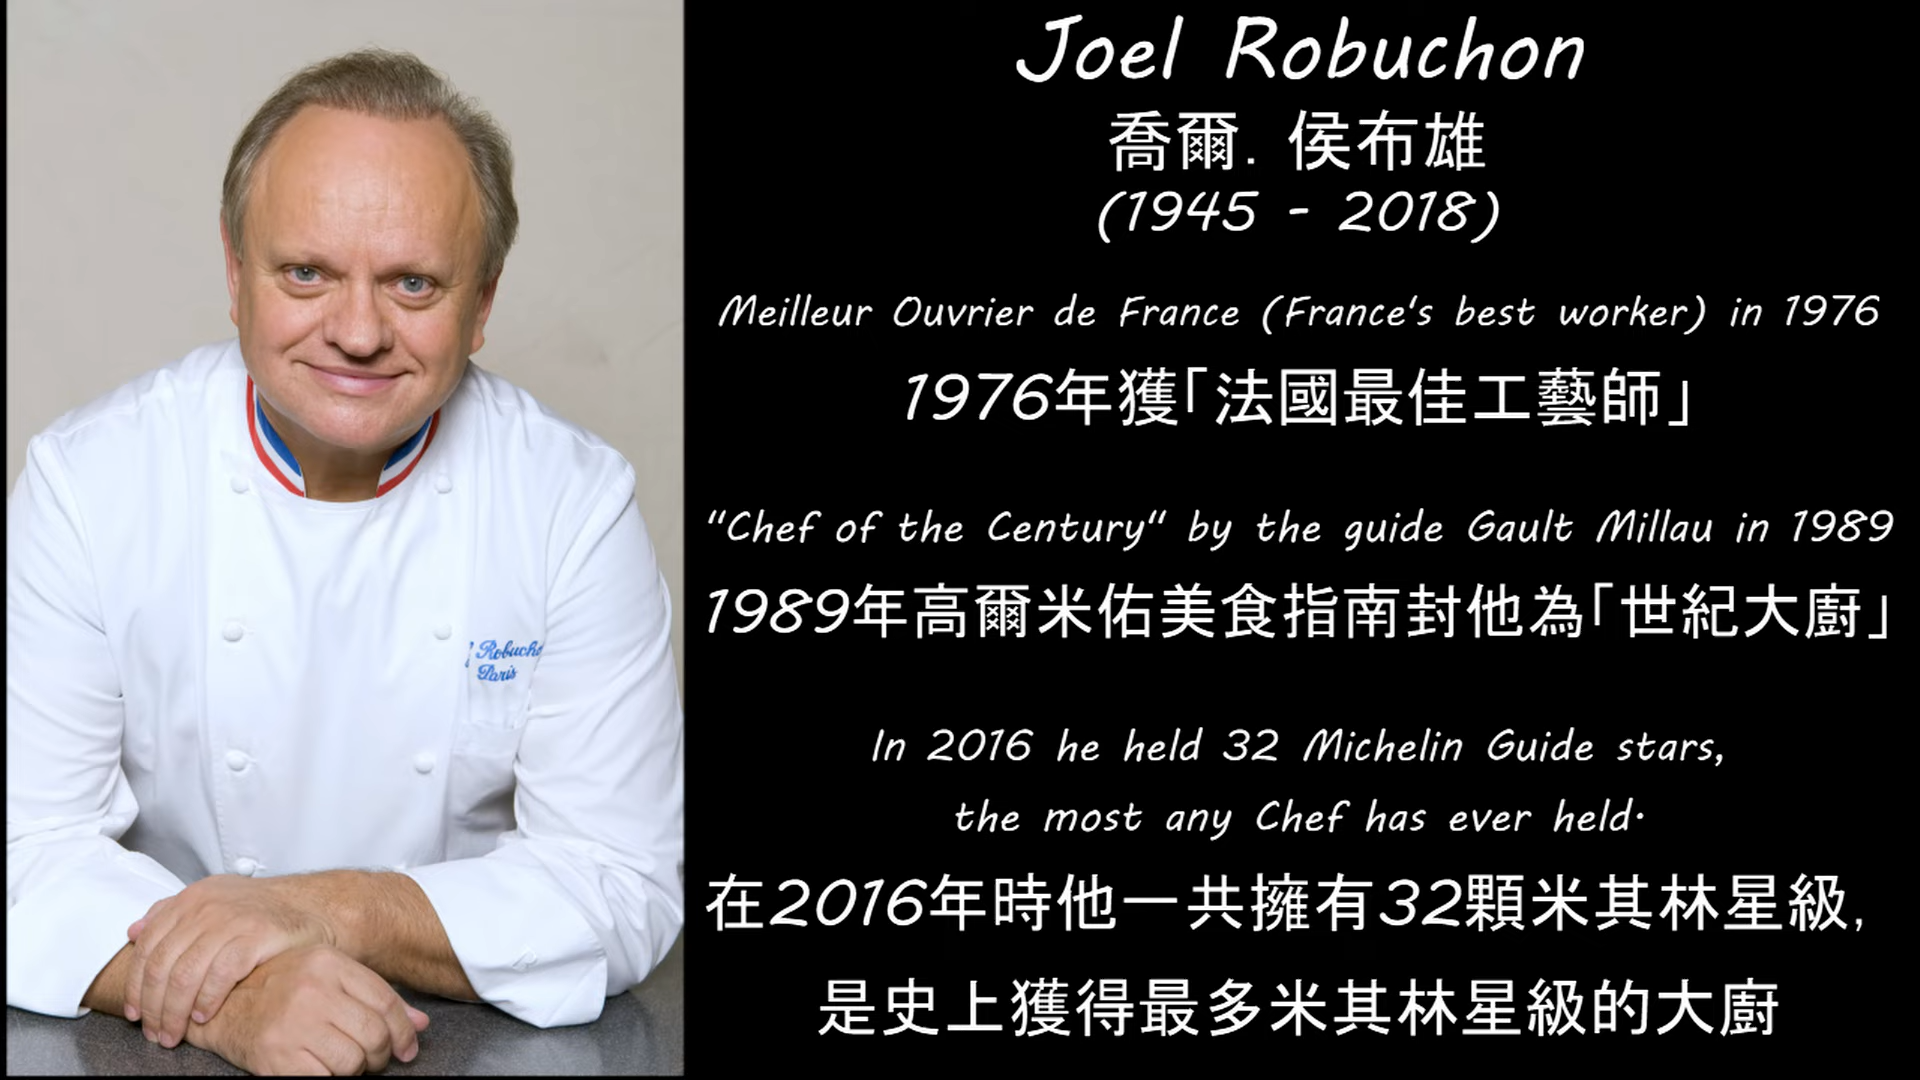 Joel Robuchon
喬爾. 侯布雄
(1945 - 2018)
Meilleur Ouvrier de France (France's best worker) in 1976
1976年獲「法國最佳工藝師」
"Chef of the Century" by the guide Gault Millau in 1989
1989年高爾米佑美食指南封他為「世紀大廚」
In 2016 he held 32 Michelin Guide stars,
the most any Chef has ever held.
在2016年時他一共擁有32顆米其林星級,
是史上獲得最多米其林星級的大廚
J Robucho
Paris